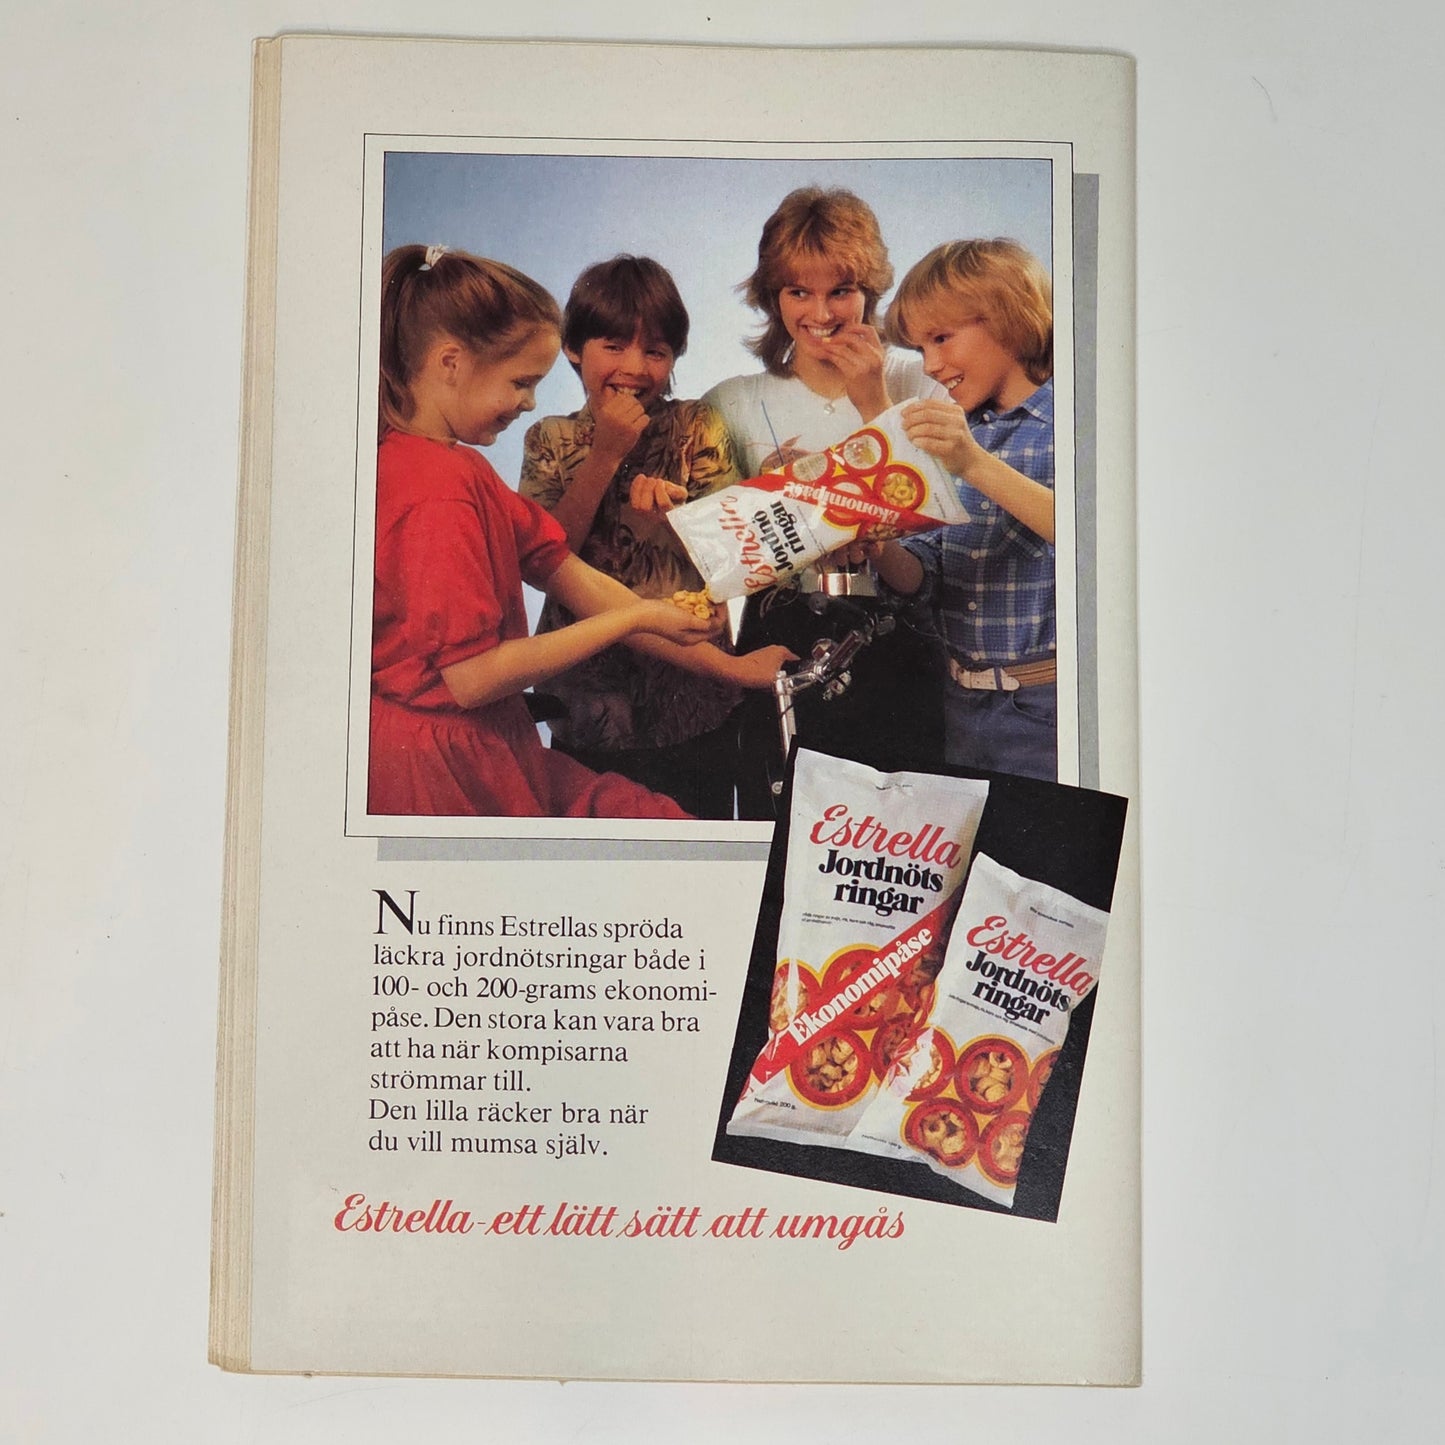 Estrella
Jordnö
ringar
Ekonomipåse
Nu finns Estrellas spröda
läckra jordnötsringar både i
100- och 200-grams ekonomi-
påse. Den stora kan vara bra
att ha när kompisarna
strömmar till.
Den lilla räcker bra när
du vill mumsa själv.
Estrella
Jordnöts
ringar
Ekonomipåse
200 g.
Estrella
Jordnöts
ringar
Estrella-ett lätt sätt att umgås